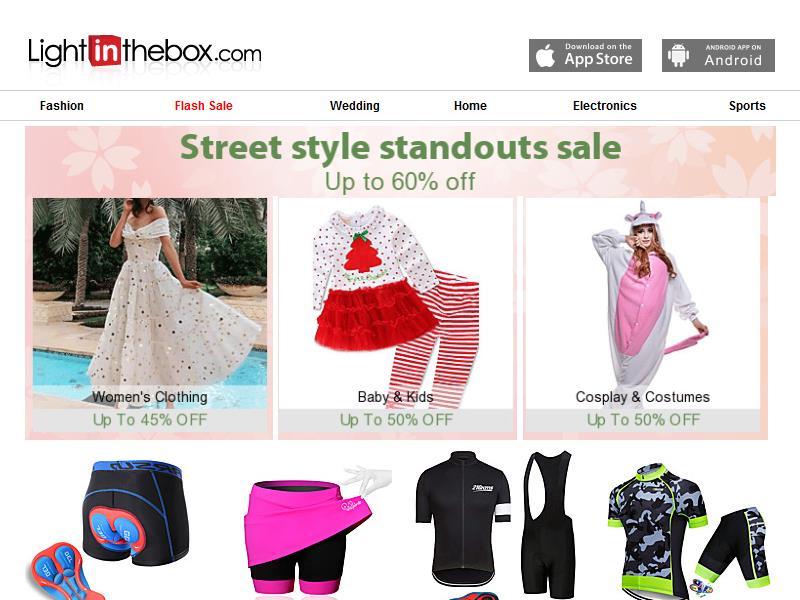 Lightinthebox.com
Download on the
App Store
ANDROID APP ON
Android
Fashion
Flash Sale
Wedding
Home
Electronics
Sports
Street style standouts sale
Up to 60% off
Women's Clothing
Up To 45% OFF
Baby & Kids
Up To 50% OFF
Cosplay & Costumes
Up To 50% OFF
GEL
GEL